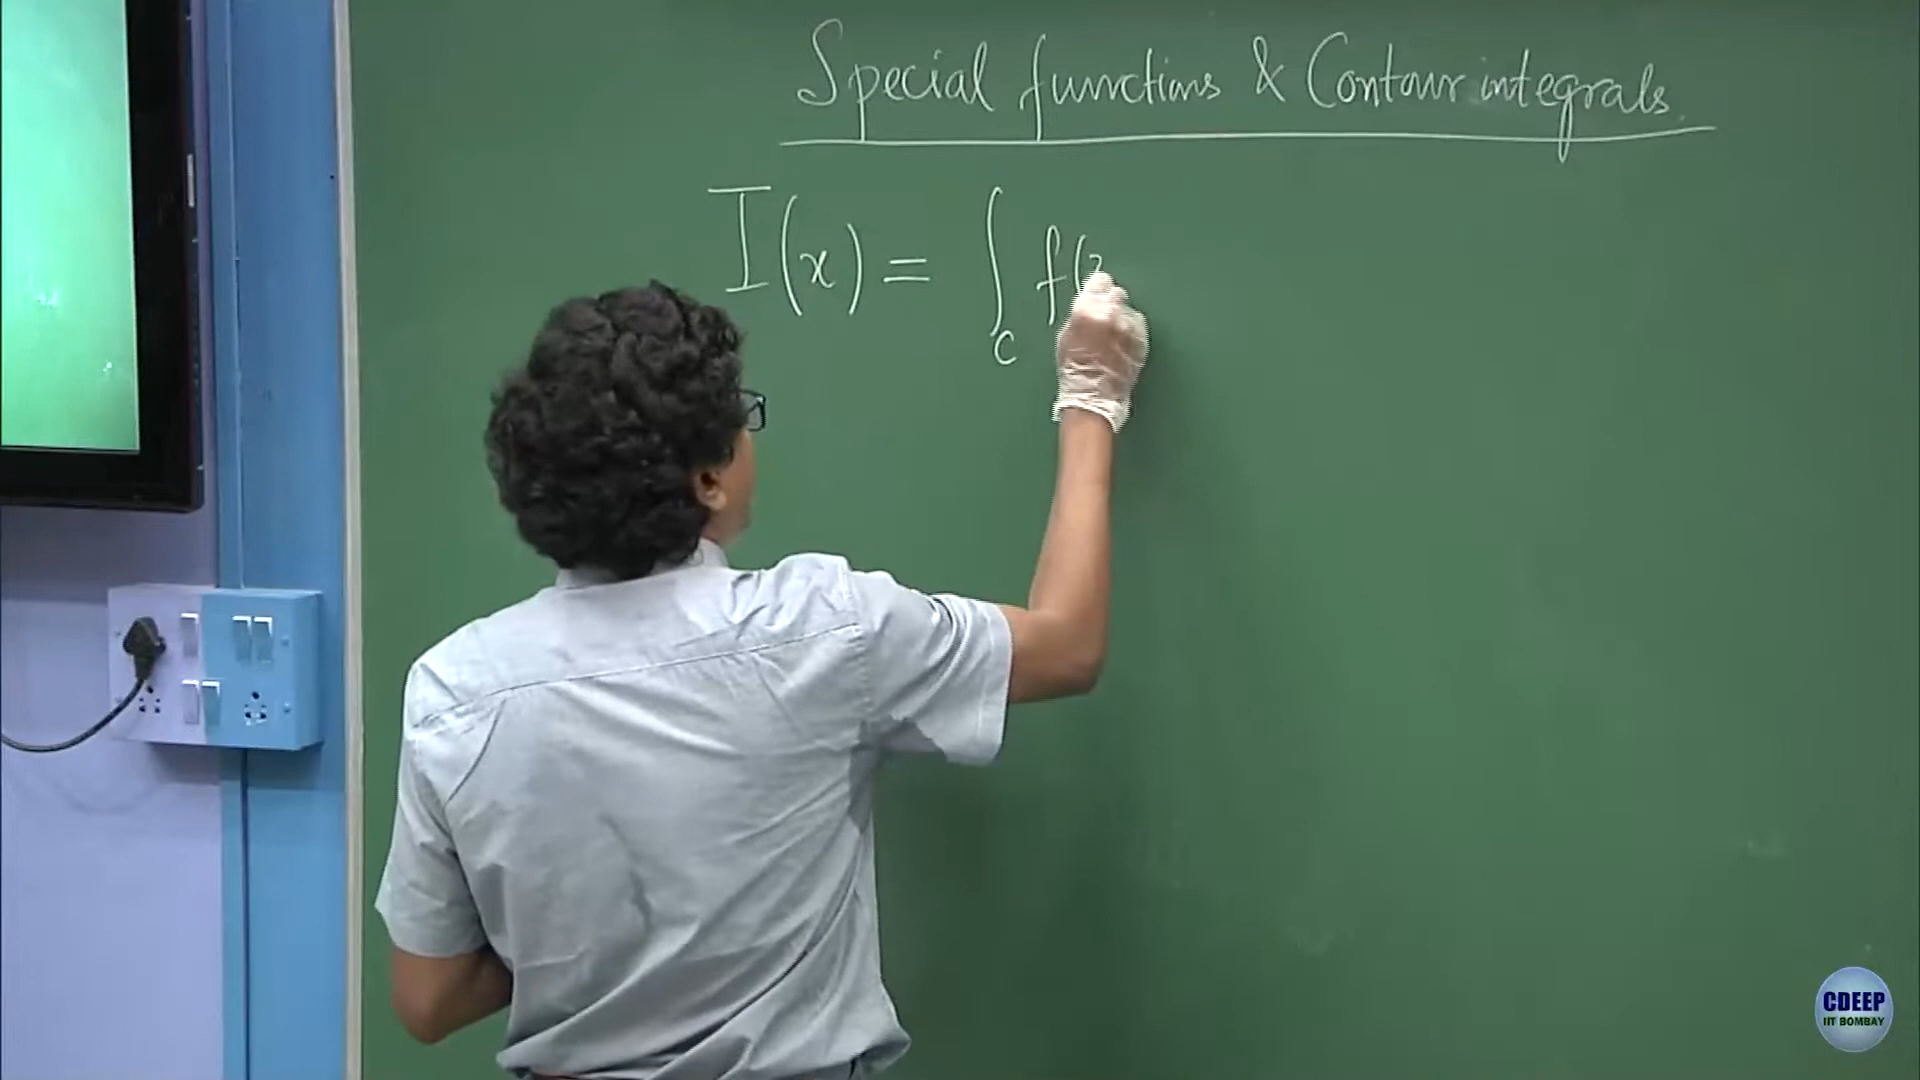 Special functions & Contour integrals.
I(x) = ∫_C f(z
CDEEP
IIT BOMBAY